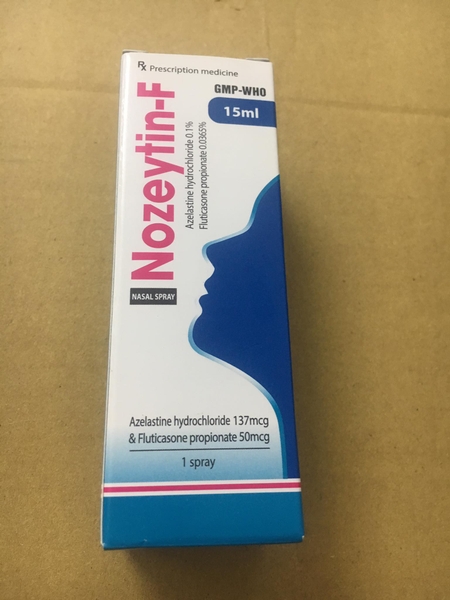 Rx Prescription medicine
GMP-WHO
15ml
Nozeytin-F
Azelastine hydrochloride 0.1%
Fluticasone propionate 0.0365%
NASAL SPRAY
Azelastine hydrochloride 137mcg
& Fluticasone propionate 50mcg
1 spray